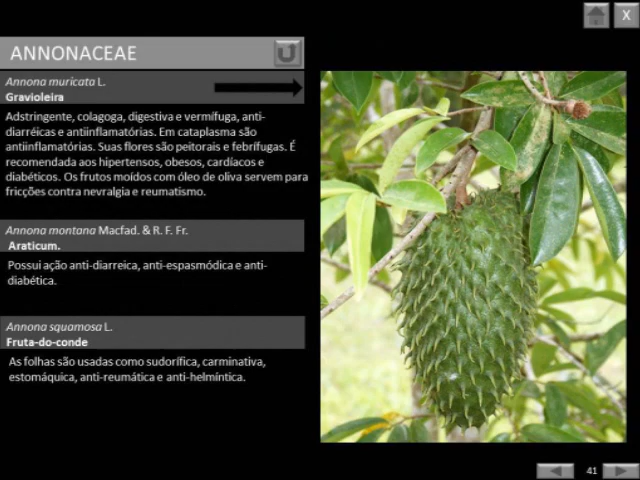 X
ANNONACEAE
Annona muricata L.
Gravioleira
Adstringente, colagoga, digestiva e vermífuga, anti-
diarréicas e antiinflamatórias. Em cataplasma são
antiinflamatórias. Suas flores são peitorais e febrífugas. É
recomendada aos hipertensos, obesos, cardíacos e
diabéticos. Os frutos moídos com óleo de oliva servem para
fricções contra nevralgia e reumatismo.
Annona montana Macfad. & R. F. Fr.
Araticum.
Possui ação anti-diarreica, anti-espasmódica e anti-
diabética.
Annona squamosa L.
Fruta-do-conde
As folhas são usadas como sudorífica, carminativa,
estomáquica, anti-reumática e anti-helmíntica.
41